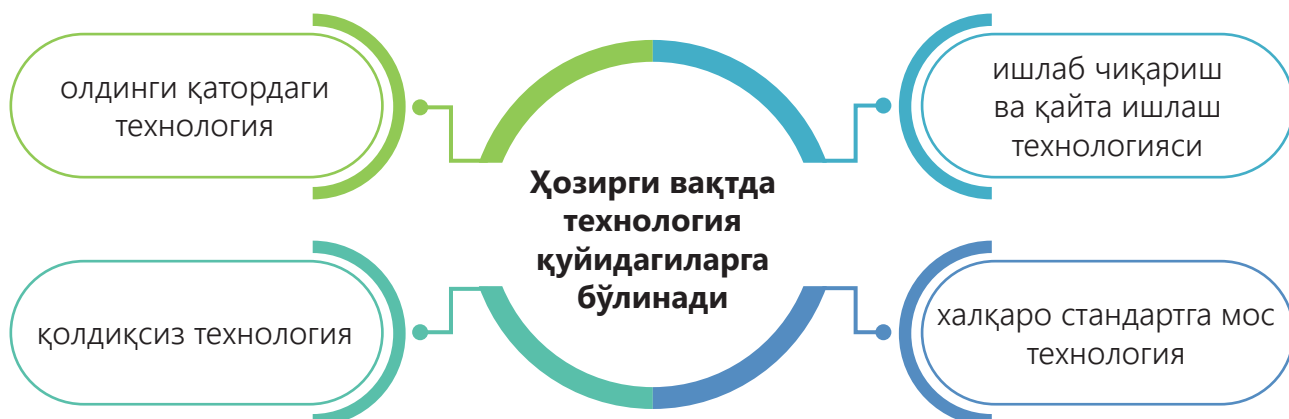 олдинги қатордаги
технология
ишлаб чиқариш
ва қайта ишлаш
технологияси
Ҳозирги вақтда
технология
қуйидагиларга
бўлинади
қолдиқсиз технология
халқаро стандартга мос
технология